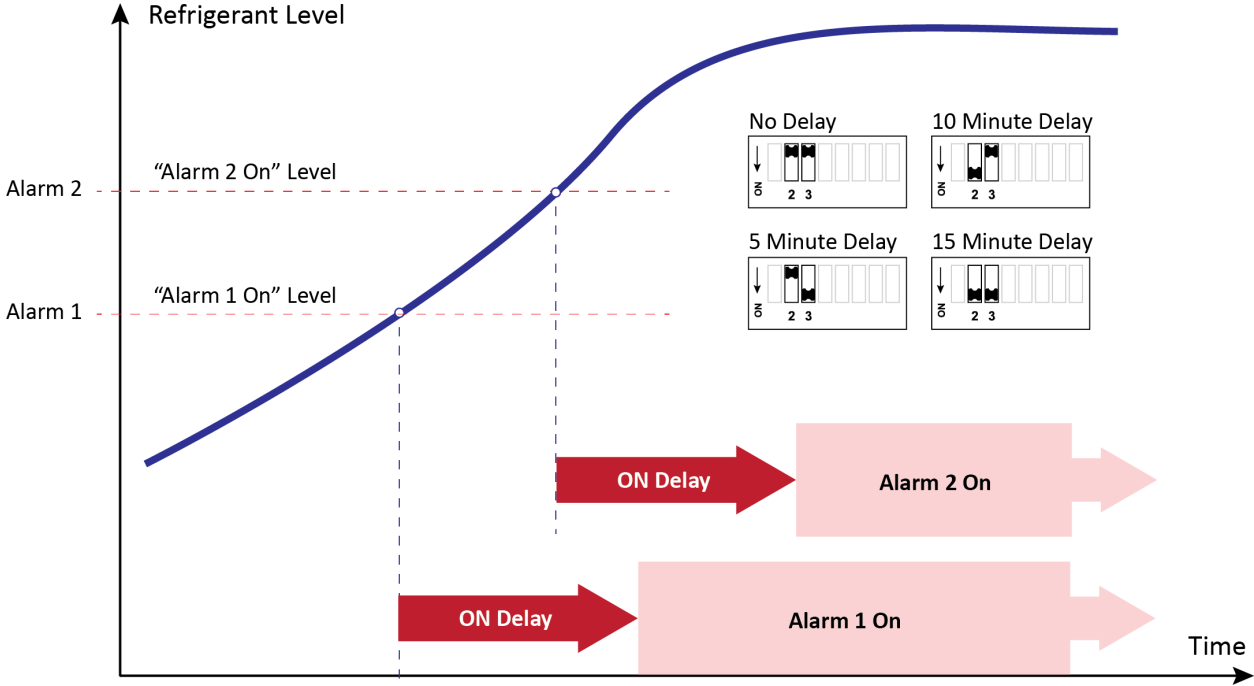 Refrigerant Level
“Alarm 2 On” Level
Alarm 2
“Alarm 1 On” Level
Alarm 1
No Delay
ON
2 3
10 Minute Delay
ON
2 3
5 Minute Delay
ON
2 3
15 Minute Delay
ON
2 3
ON Delay
Alarm 2 On
ON Delay
Alarm 1 On
Time